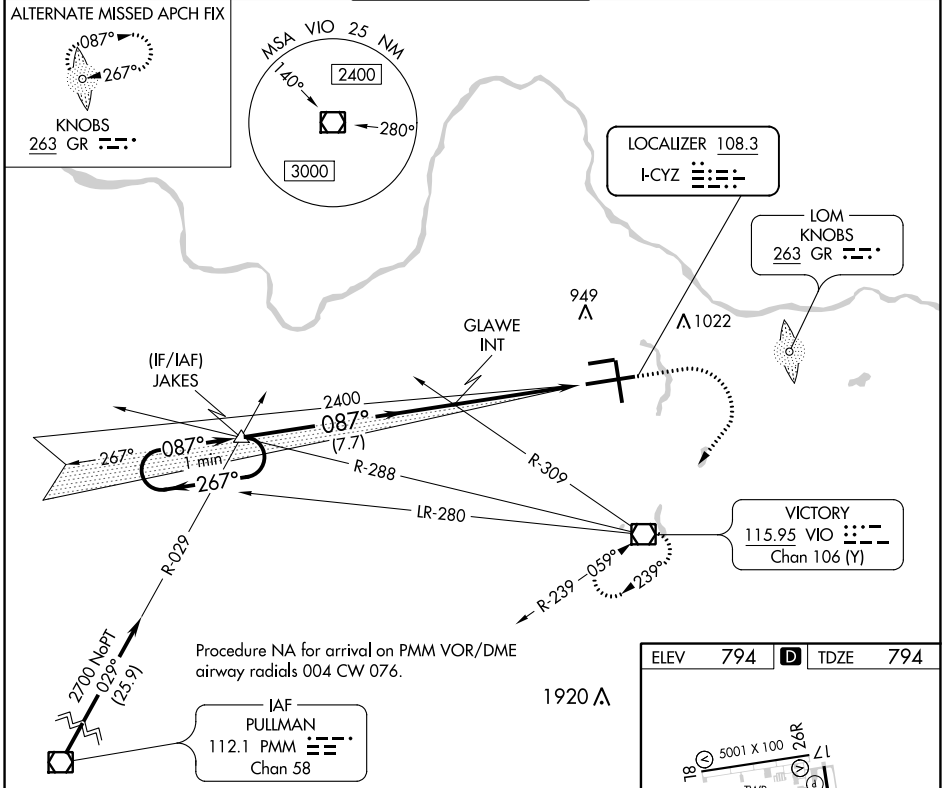 ALTERNATE MISSED APCH FIX
087°
267°
KNOBS
263 GR
MSA VIO 25 NM
140°
2400
280°
3000
LOCALIZER 108.3
I-CYZ
LOM
KNOBS
263 GR
949
1022
GLAWE
INT
(IF/IAF)
JAKES
2400
087°
(7.7)
267°
087°
1 min
267°
R-288
R-309
LR-280
VICTORY
115.95 VIO
Chan 106 (Y)
R-239
059°
239°
R-029
2700 NoPT
029°
(25.9)
Procedure NA for arrival on PMM VOR/DME
airway radials 004 CW 076.
IAF
PULLMAN
112.1 PMM
Chan 58
1920
ELEV 794 D TDZE 794
8L
5001 X 100
26R
17
V
V
P
TWR